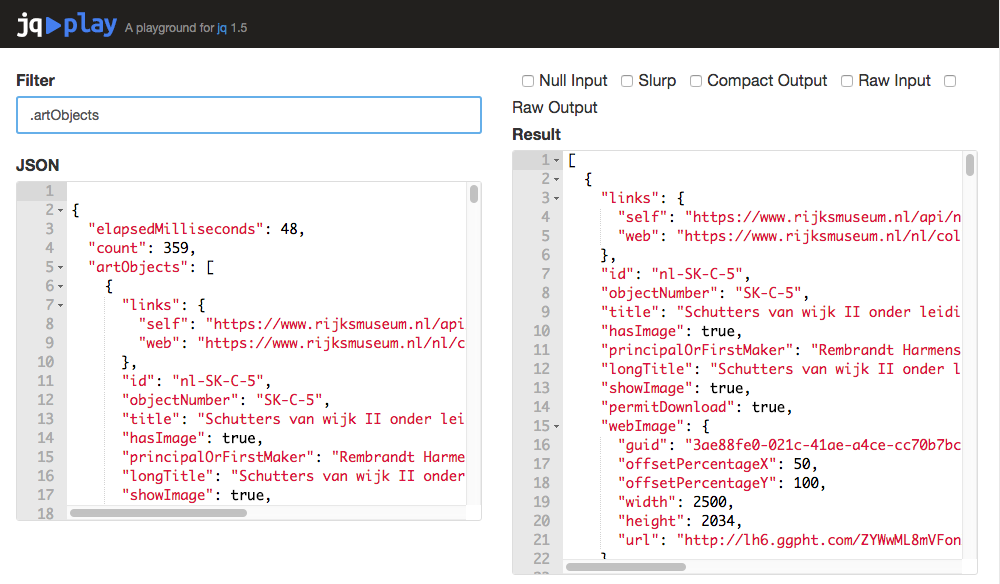 jq play A playground for jq 1.5
Filter
.artObjects
JSON
1
2 {
3 "elapsedMilliseconds": 48,
4 "count": 359,
5 "artObjects": [
6 {
7 "links": {
8 "self": "https://www.rijksmuseum.nl/api
9 "web": "https://www.rijksmuseum.nl/nl/c
10 },
11 "id": "nl-SK-C-5",
12 "objectNumber": "SK-C-5",
13 "title": "Schutters van wijk II onder lei
14 "hasImage": true,
15 "principalOrFirstMaker": "Rembrandt Harme
16 "longTitle": "Schutters van wijk II onder
17 "showImage": true,
18
Null Input Slurp Compact Output Raw Input
Raw Output
Result
1 [
2 {
3 "links": {
4 "self": "https://www.rijksmuseum.nl/api/n
5 "web": "https://www.rijksmuseum.nl/nl/col
6 },
7 "id": "nl-SK-C-5",
8 "objectNumber": "SK-C-5",
9 "title": "Schutters van wijk II onder leidi
10 "hasImage": true,
11 "principalOrFirstMaker": "Rembrandt Harmens
12 "longTitle": "Schutters van wijk II onder l
13 "showImage": true,
14 "permitDownload": true,
15 "webImage": {
16 "guid": "3ae88fe0-021c-41ae-a4ce-cc70b7bc
17 "offsetPercentageX": 50,
18 "offsetPercentageY": 100,
19 "width": 2500,
20 "height": 2034,
21 "url": "http://lh6.ggpht.com/ZYWwML8mVFon
22